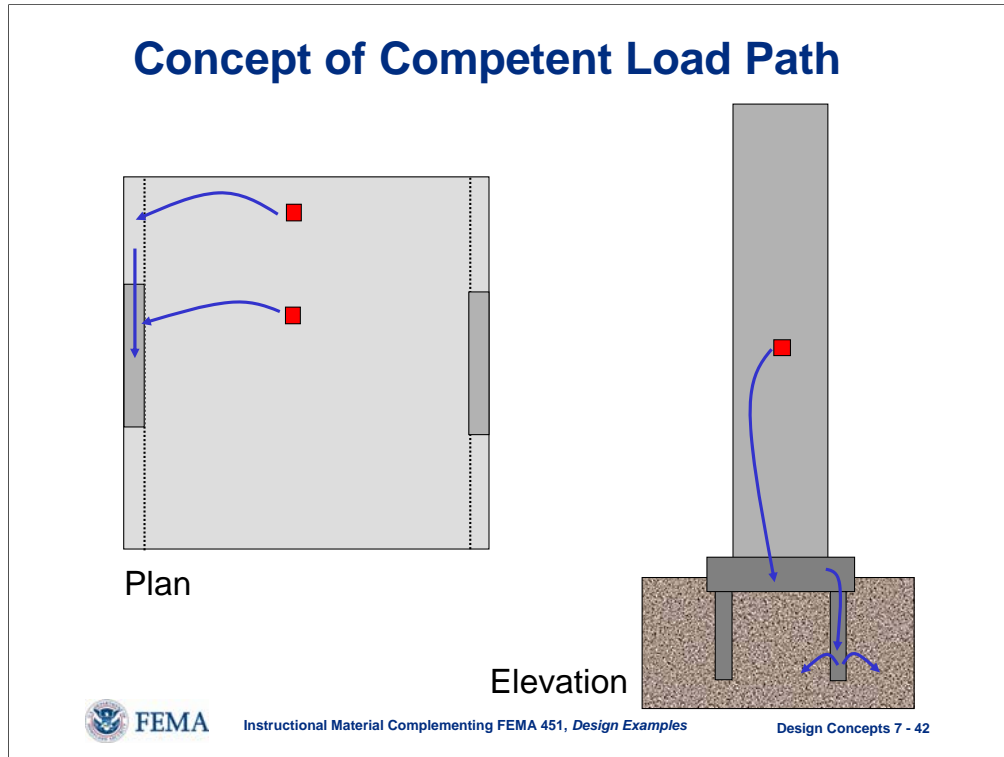 Concept of Competent Load Path
Plan
Elevation
FEMA
Instructional Material Complementing FEMA 451, Design Examples
Design Concepts 7 - 42